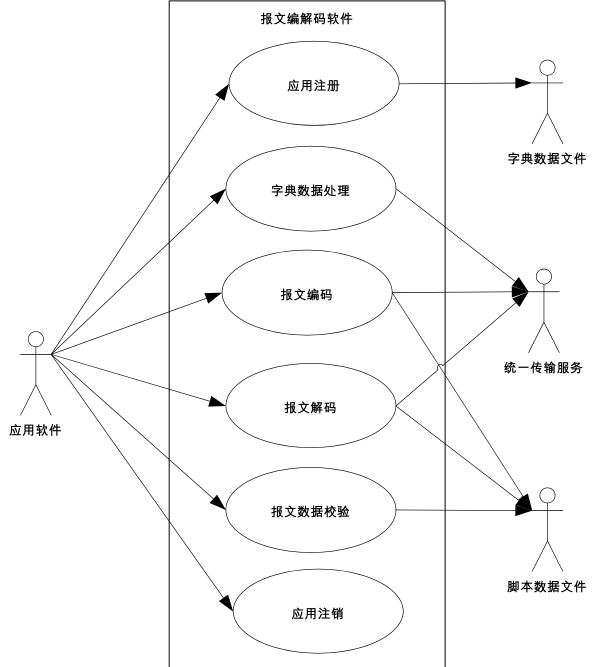 报文编解码软件
应用注册
字典数据文件
字典数据处理
报文编码
统一传输服务
报文解码
应用软件
报文数据校验
脚本数据文件
应用注销